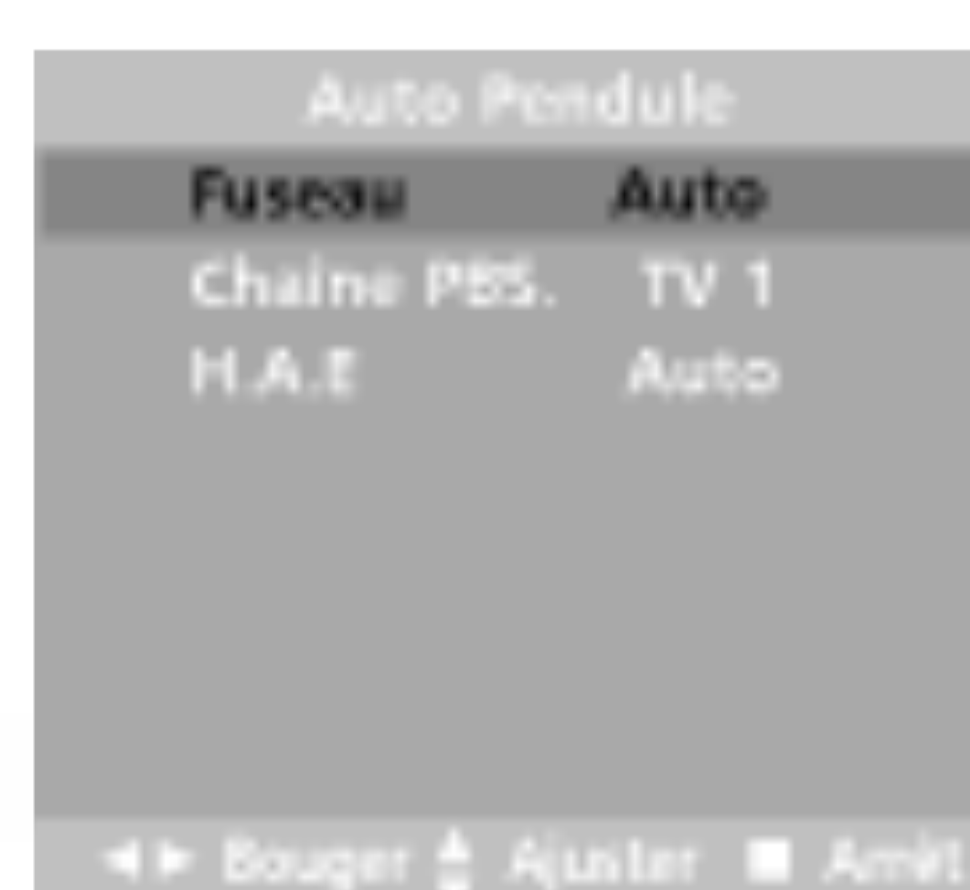 Auto Pendule
Fuseau Auto
Chaine PBS. TV 1
H.A.E Auto
◄► Bouger ▲ Ajuster ■ Arrêt